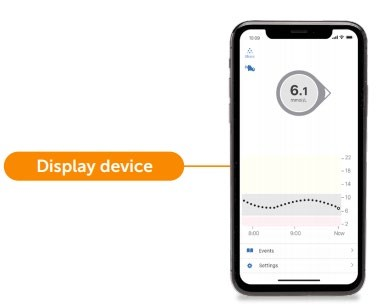 Display device
10:09
6.1
mmol/L
22
18
14
10
6
2
8:00
9:00
Now
Events
Settings